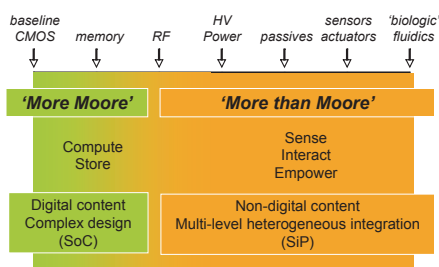 baseline CMOS
memory
RF
HV Power
passives
sensors actuators
'biologic' fluidics
'More Moore'
'More than Moore'
Compute
Store
Sense
Interact
Empower
Digital content
Complex design
(SoC)
Non-digital content
Multi-level heterogeneous integration
(SiP)